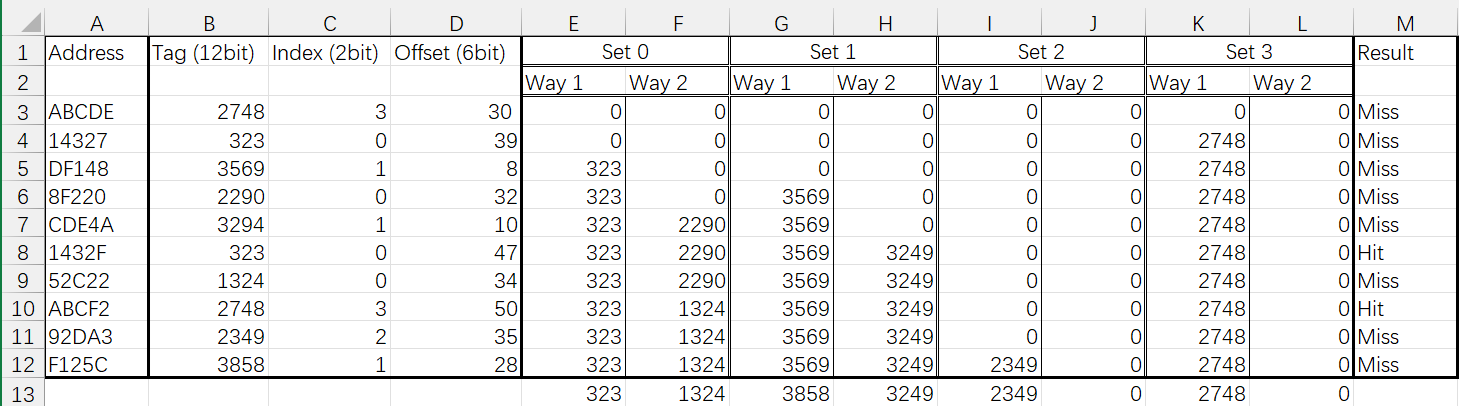 A B C D E F G H I J K L M
1 Address Tag (12bit) Index (2bit) Offset (6bit) Set 0 Set 1 Set 2 Set 3 Result
2 Way 1 Way 2 Way 1 Way 2 Way 1 Way 2 Way 1 Way 2
3 ABCDE 2748 3 30 0 0 0 0 0 0 0 0 Miss
4 14327 323 0 39 0 0 0 0 0 0 2748 0 Miss
5 DF148 3569 1 8 323 0 0 0 0 0 2748 0 Miss
6 8F220 2290 0 32 323 0 3569 0 0 0 2748 0 Miss
7 CDE4A 3294 1 10 323 2290 3569 0 0 0 2748 0 Miss
8 1432F 323 0 47 323 2290 3569 3249 0 0 2748 0 Hit
9 52C22 1324 0 34 323 2290 3569 3249 0 0 2748 0 Miss
10 ABCF2 2748 3 50 323 1324 3569 3249 0 0 2748 0 Hit
11 92DA3 2349 2 35 323 1324 3569 3249 0 0 2748 0 Miss
12 F125C 3858 1 28 323 1324 3569 3249 2349 0 2748 0 Miss
13 323 1324 3858 3249 2349 0 2748 0